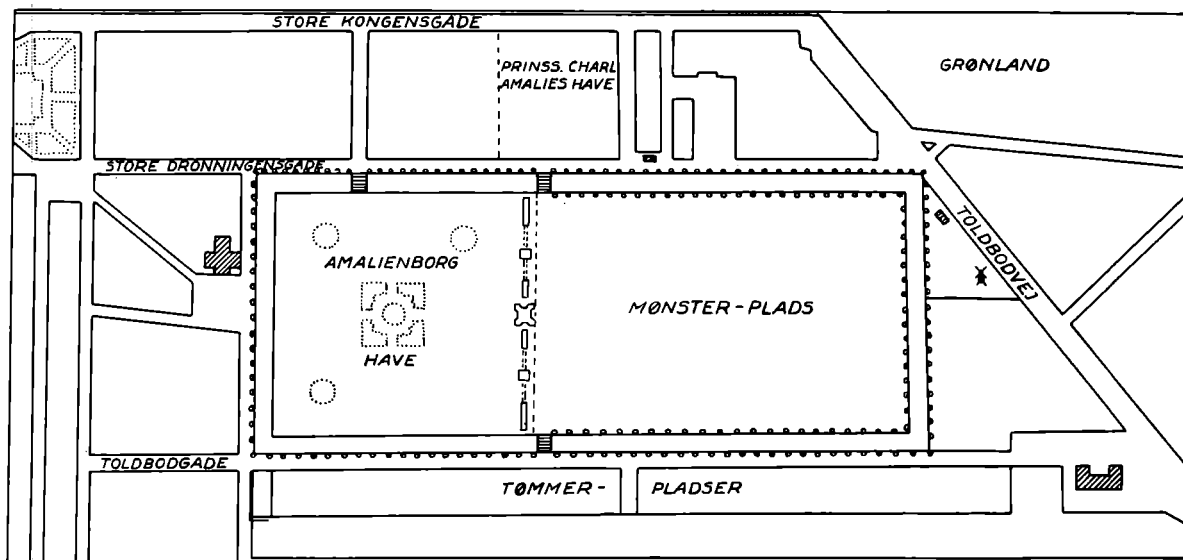 STORE KONGENSGADE
PRINSS. CHARL
AMALIES HAVE
GRØNLAND
STORE DRONNINGENSGADE
TOLDBODVEJ
AMALIENBORG
HAVE
MØNSTER-PLADS
TOLDBODGADE
TØMMER- PLADSER